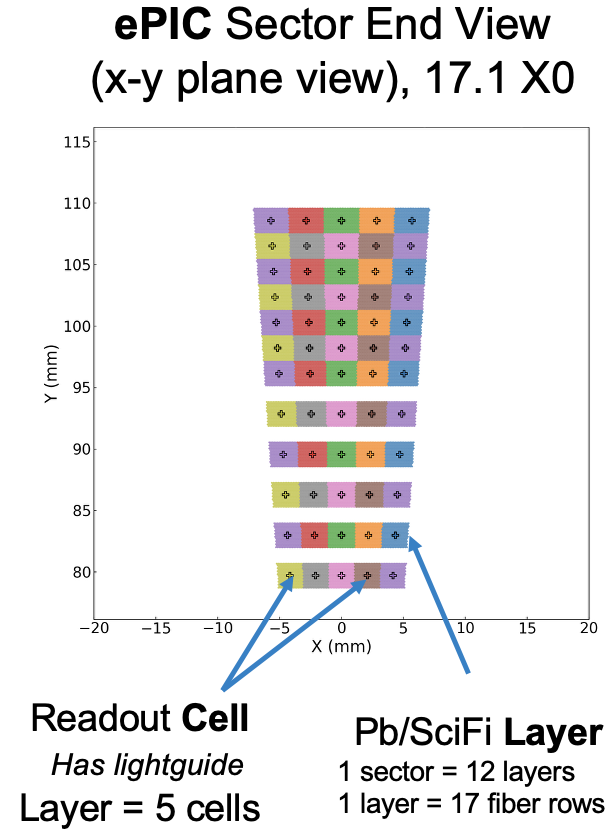 ePIC Sector End View
(x-y plane view), 17.1 X0
115
110
105
100
95
90
85
80
Y (mm)
−20 −15 −10 −5 0 5 10 15 20
X (mm)
Readout Cell
Has lightguide
Layer = 5 cells
Pb/SciFi Layer
1 sector = 12 layers
1 layer = 17 fiber rows